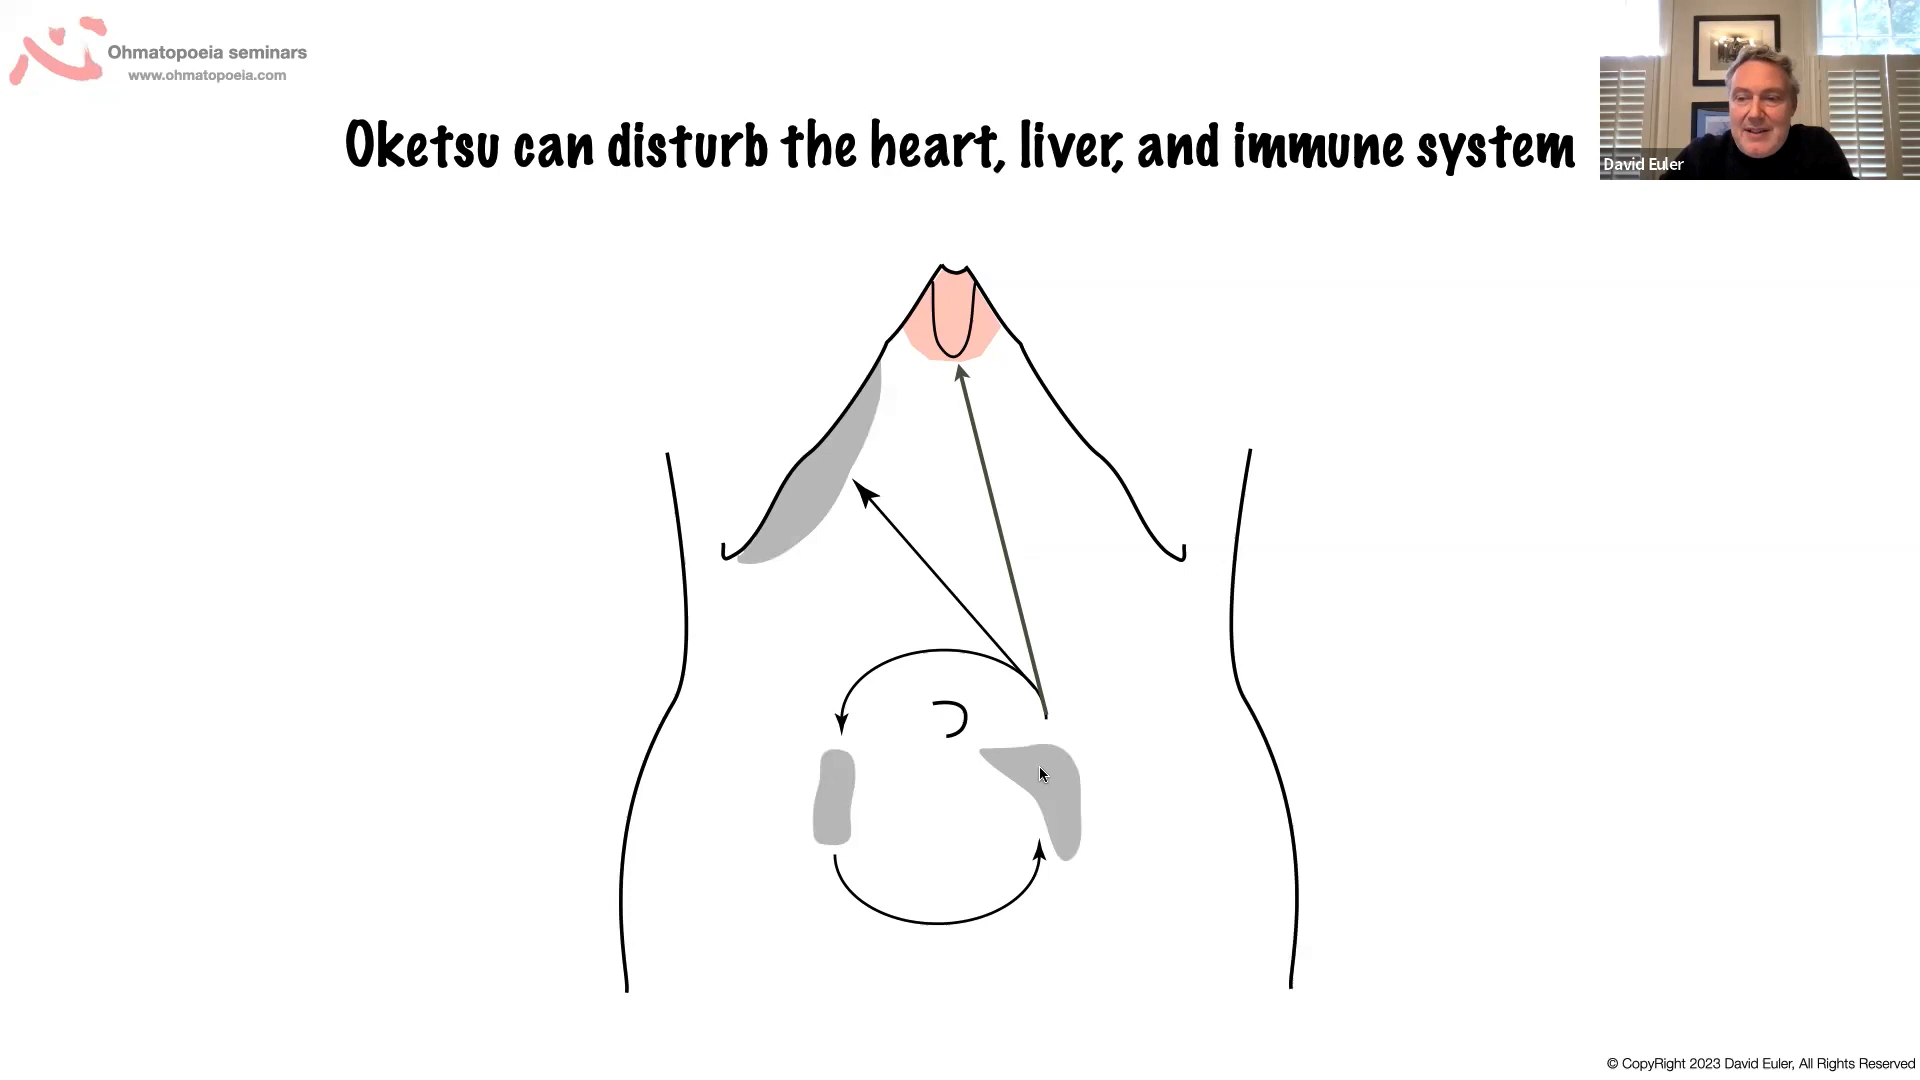 Ohmatopoeia seminars
www.ohmatopoeia.com
Oketsu can disturb the heart, liver, and immune system
David Euler
© CopyRight 2023 David Euler, All Rights Reserved